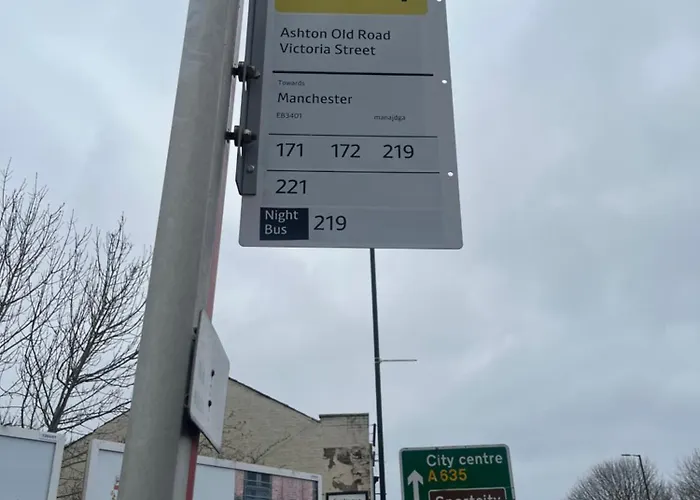 Ashton Old Road
Victoria Street
Towards
Manchester
EB3401 manajdga
171 172 219
221
Night Bus 219
City centre
A635
Sportcity